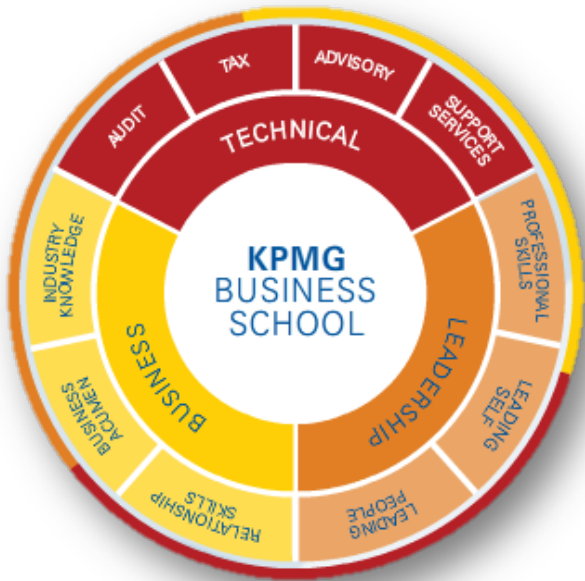 AUDIT
TAX
ADVISORY
SUPPORT
SERVICES
TECHNICAL
PROFESSIONAL
SKILLS
LEADING
SELF
LEADING
PEOPLE
LEADERSHIP
RELATIONSHIP
SKILLS
BUSINESS
ACUMEN
INDUSTRY
KNOWLEDGE
BUSINESS
KPMG
BUSINESS
SCHOOL